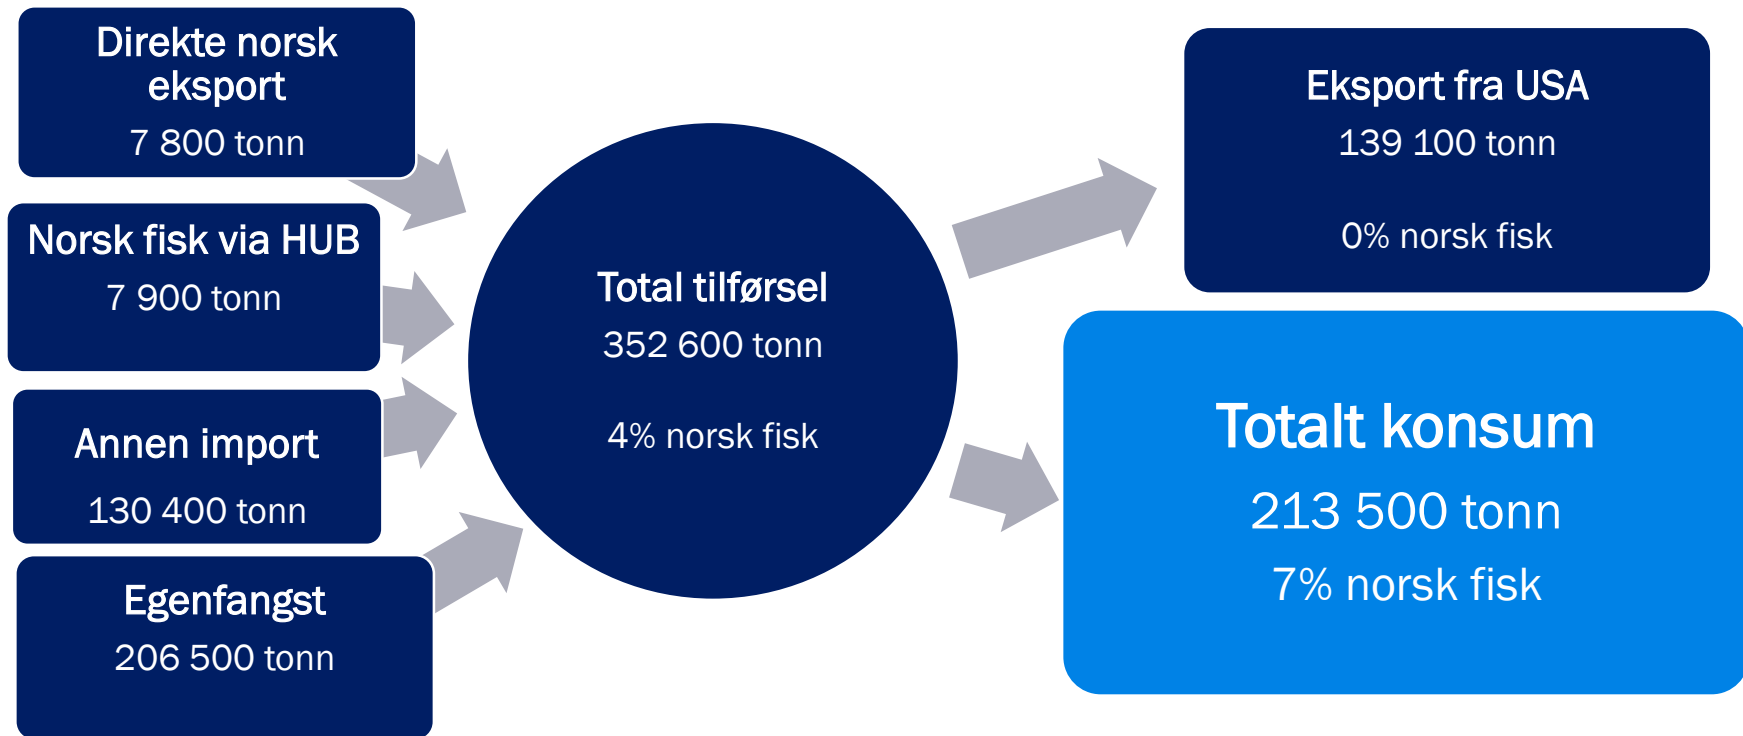 Direkte norsk
eksport
7 800 tonn
Norsk fisk via HUB
7 900 tonn
Annen import
130 400 tonn
Egenfangst
206 500 tonn
Total tilførsel
352 600 tonn
4% norsk fisk
Eksport fra USA
139 100 tonn
0% norsk fisk
Totalt konsum
213 500 tonn
7% norsk fisk